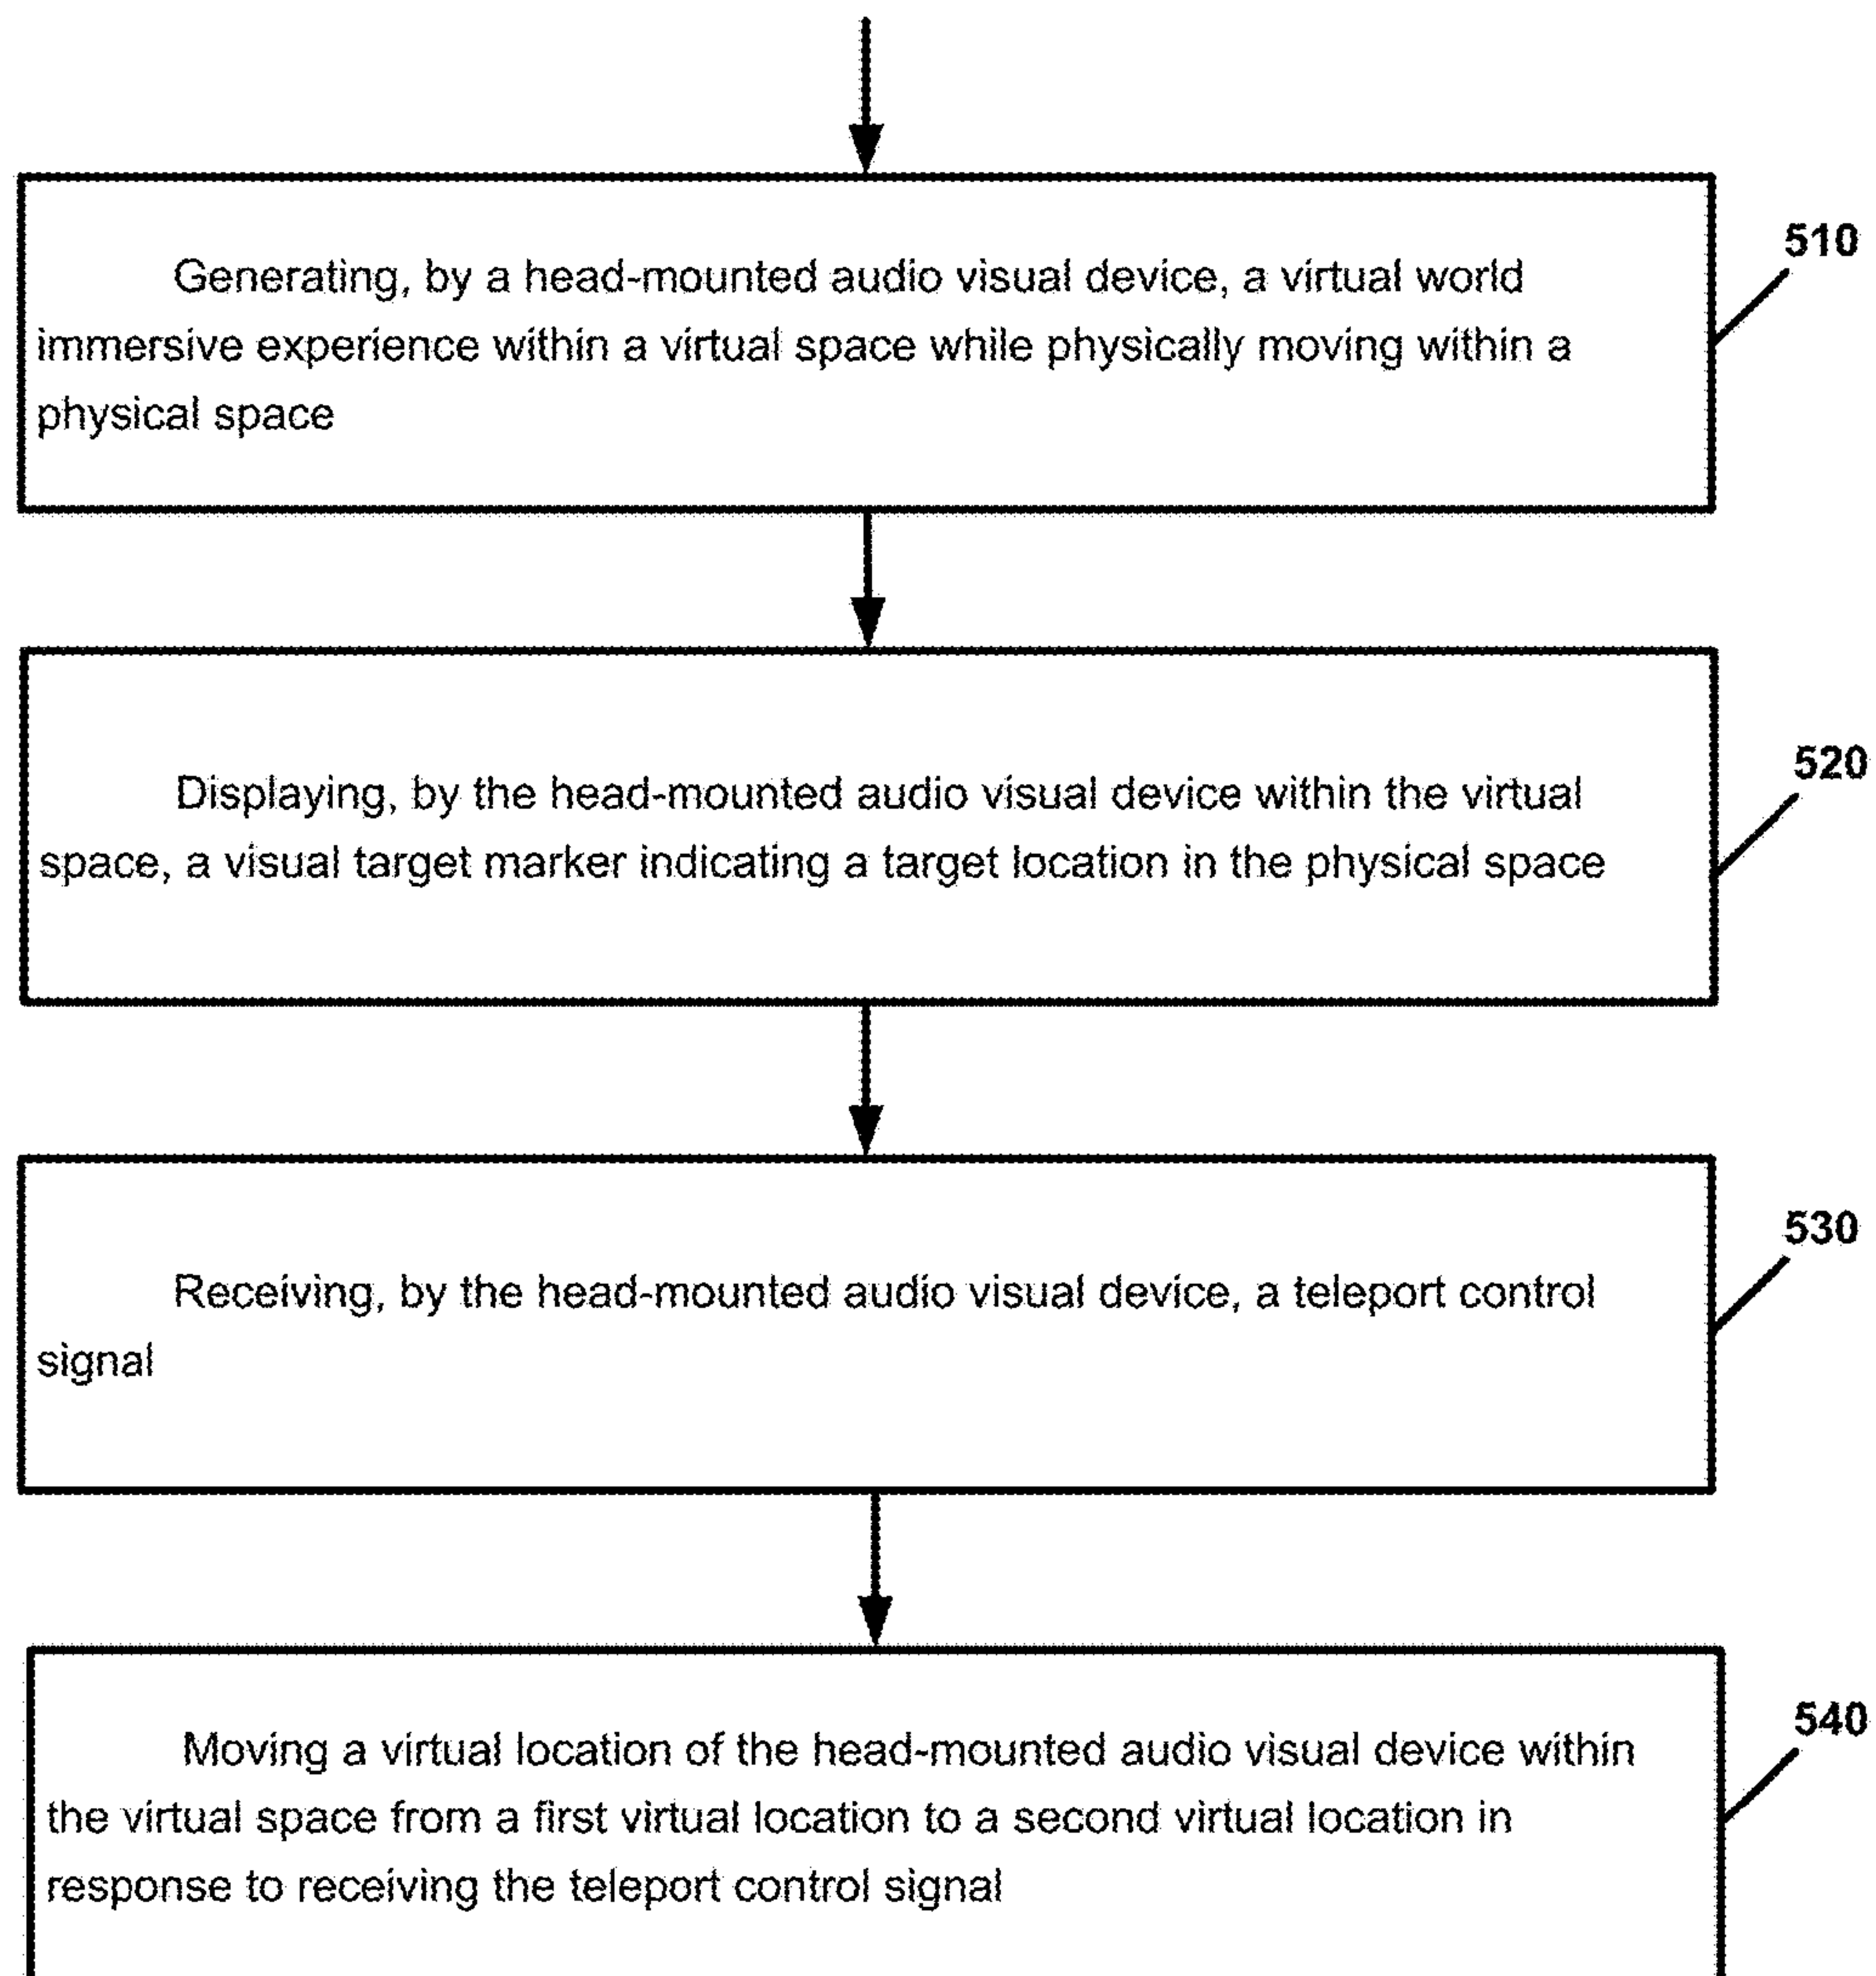 510
Generating, by a head-mounted audio visual device, a virtual world
immersive experience within a virtual space while physically moving within a
physical space
520
Displaying, by the head-mounted audio visual device within the virtual
space, a visual target marker indicating a target location in the physical space
530
Receiving, by the head-mounted audio visual device, a teleport control
signal
540
Moving a virtual location of the head-mounted audio visual device within
the virtual space from a first virtual location to a second virtual location in
response to receiving the teleport control signal